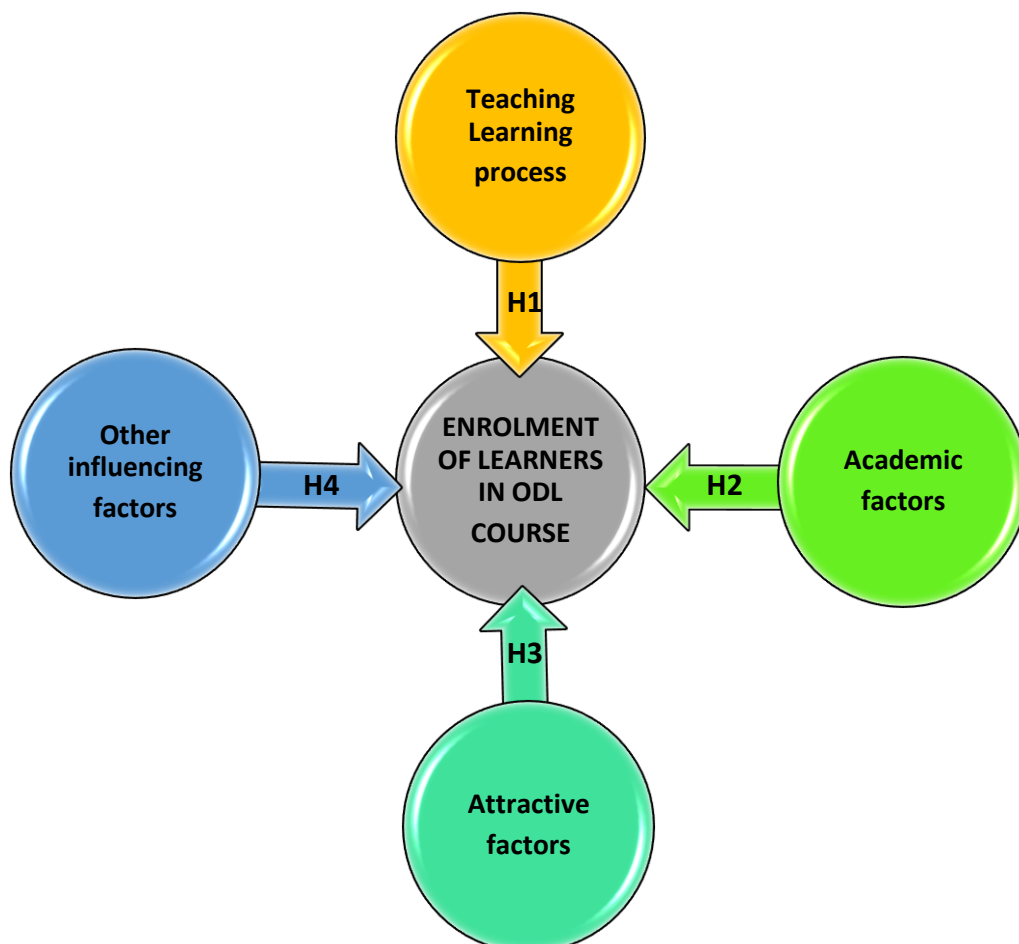 Teaching
Learning
process
H1
Other
influencing
factors
H4
ENROLMENT
OF LEARNERS
IN ODL
COURSE
H2
Academic
factors
H3
Attractive
factors